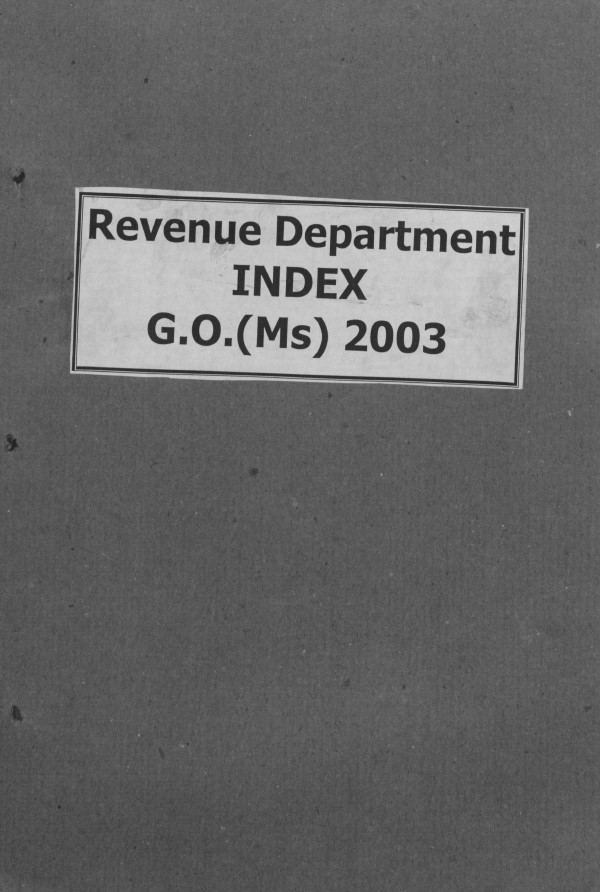 Revenue Department
INDEX
G.O.(Ms) 2003